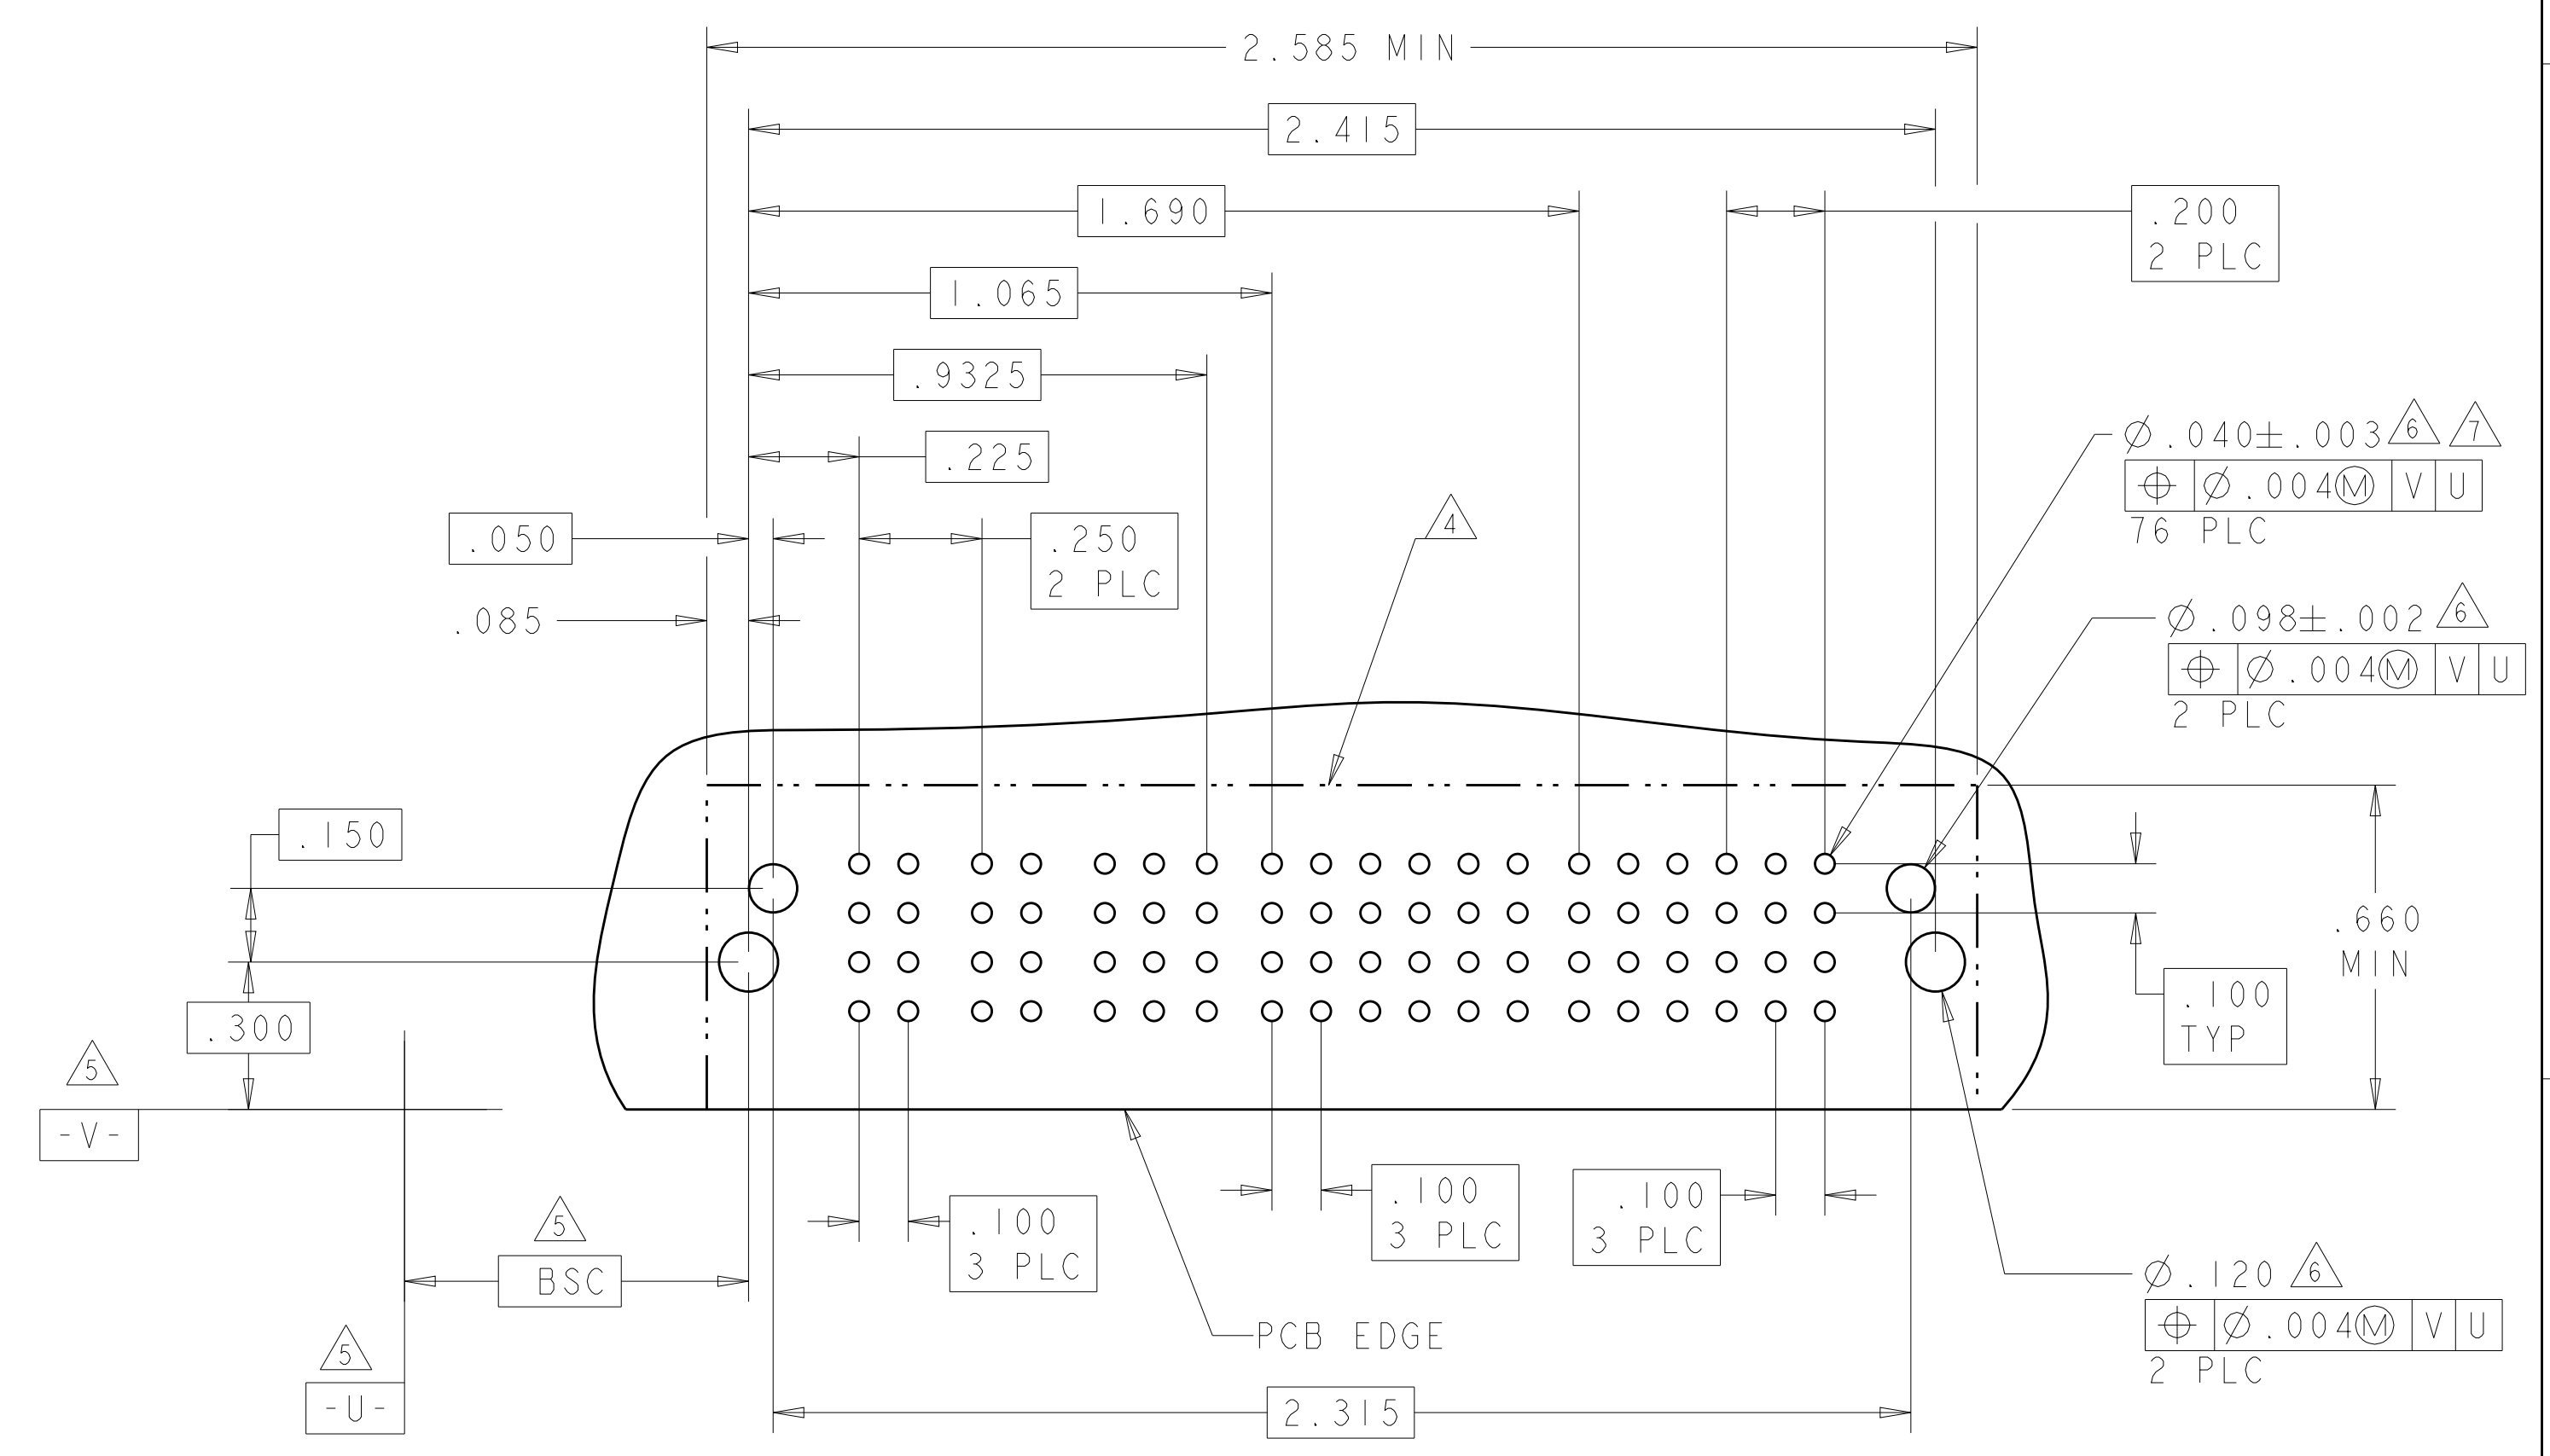 2.585 MIN
2.415
1.690
.200
2 PLC
1.065
.9325
.225
Ø.040±.003 6 7
⌖ Ø.004Ⓜ V U
76 PLC
.050
.250
2 PLC
4
.085
Ø.098±.002 6
⌖ Ø.004Ⓜ V U
2 PLC
.150
.660
MIN
.300
.100
TYP
5
-V-
.100
3 PLC
.100
3 PLC
.100
3 PLC
5
BSC
Ø.120 6
⌖ Ø.004Ⓜ V U
2 PLC
PCB EDGE
5
-U-
2.315